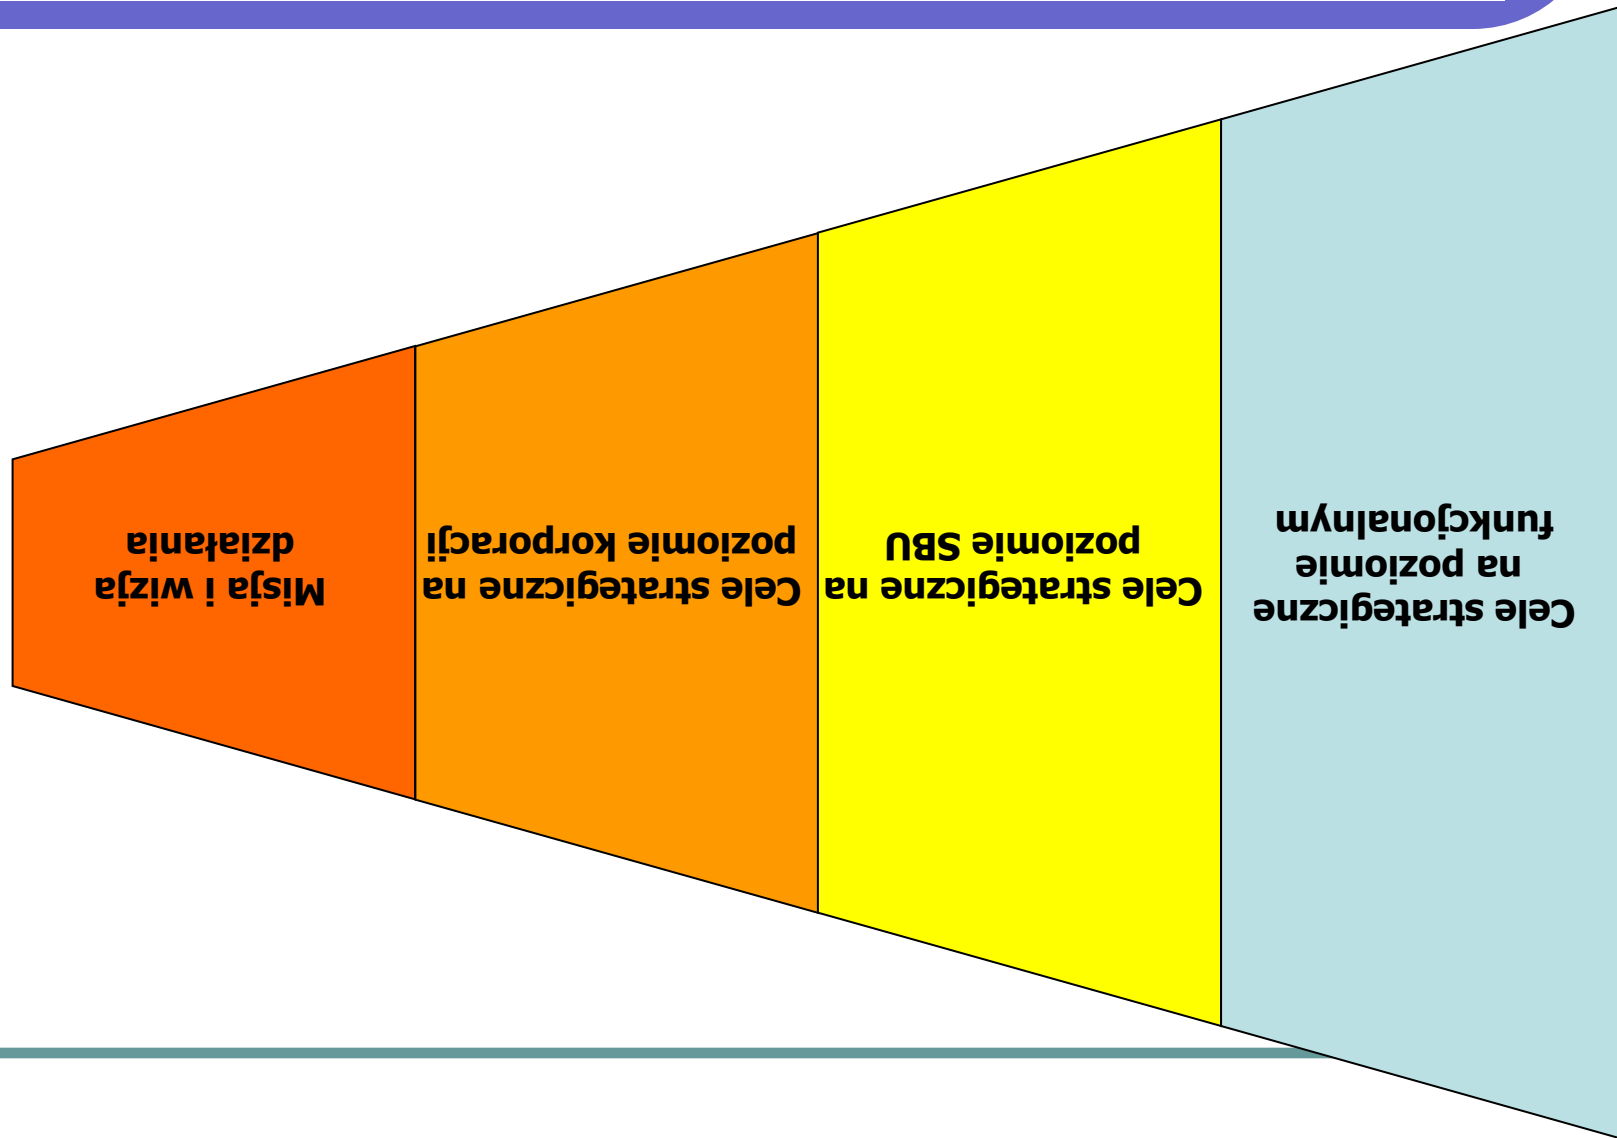 Misja i wizja
działania
Cele strategiczne na
poziomie korporacji
Cele strategiczne na
poziomie SBU
Cele strategiczne
na poziomie
funkcjonalnym